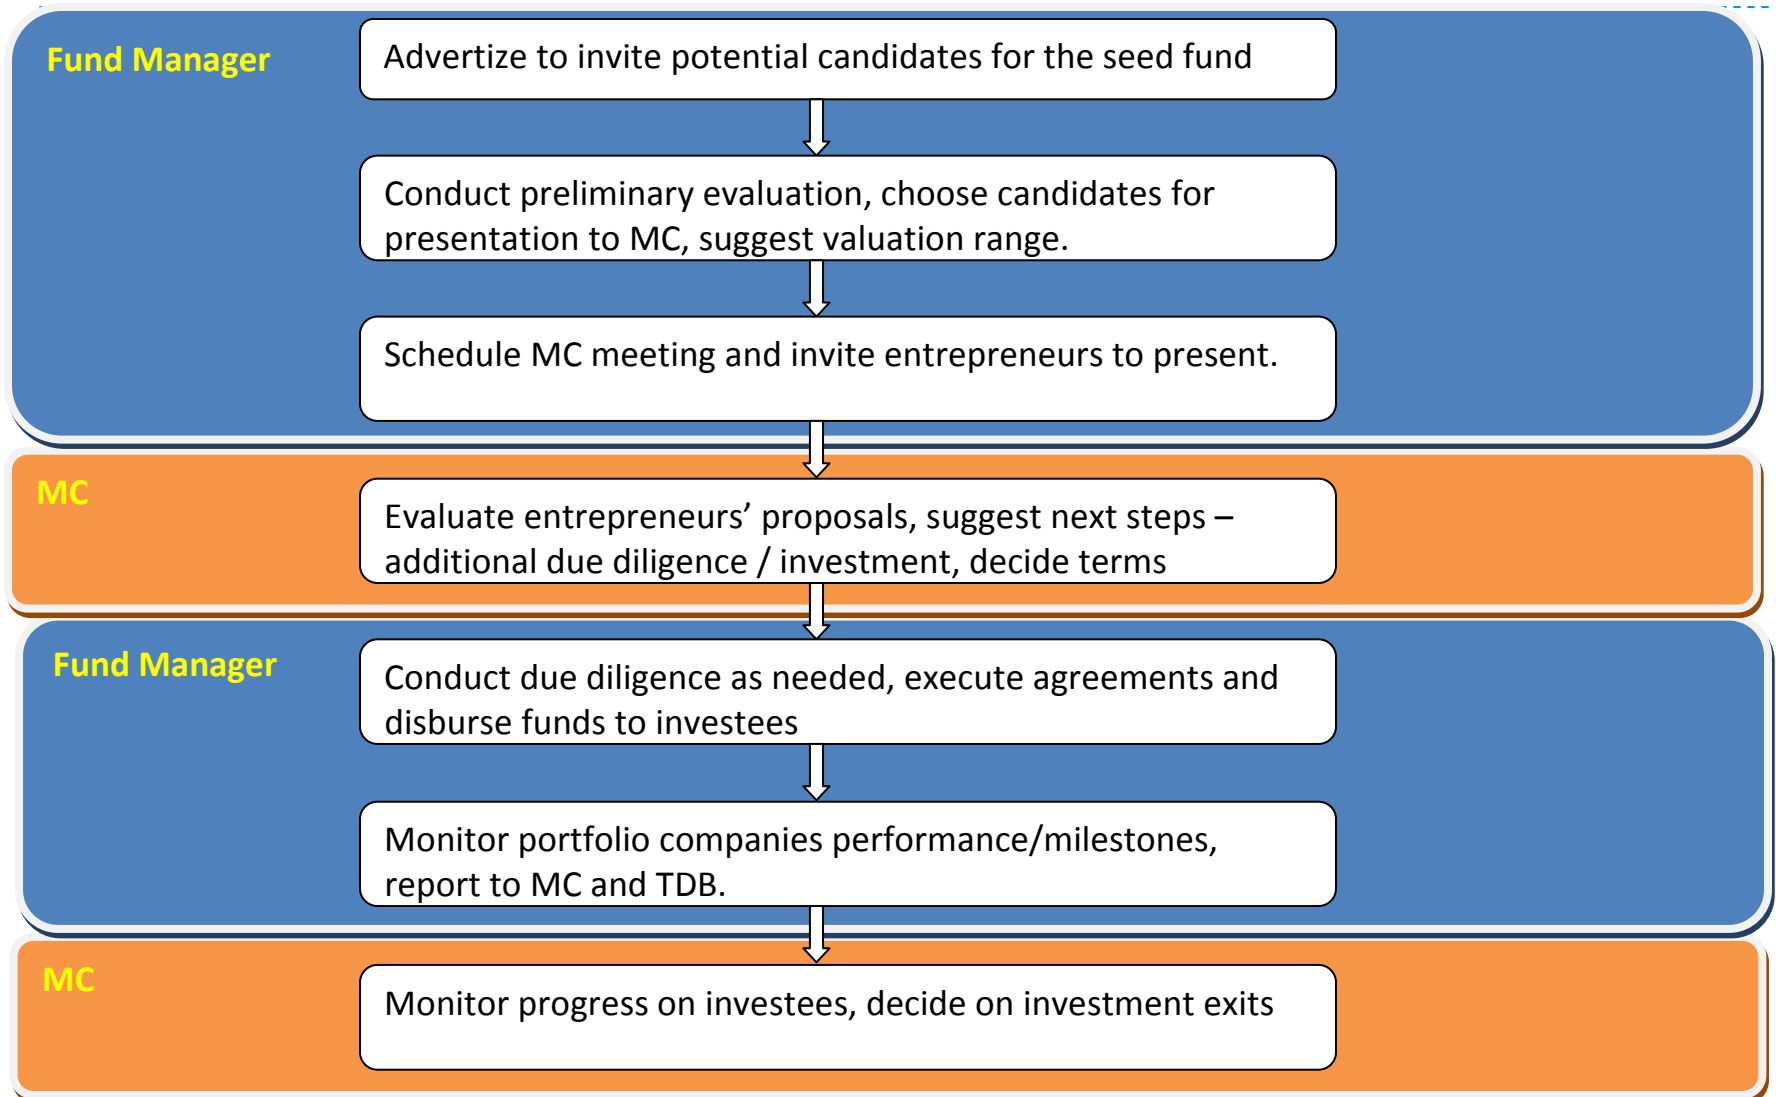 Fund Manager
Advertize to invite potential candidates for the seed fund
Conduct preliminary evaluation, choose candidates for
presentation to MC, suggest valuation range.
Schedule MC meeting and invite entrepreneurs to present.
MC
Evaluate entrepreneurs’ proposals, suggest next steps –
additional due diligence / investment, decide terms
Fund Manager
Conduct due diligence as needed, execute agreements and
disburse funds to investees
Monitor portfolio companies performance/milestones,
report to MC and TDB.
MC
Monitor progress on investees, decide on investment exits